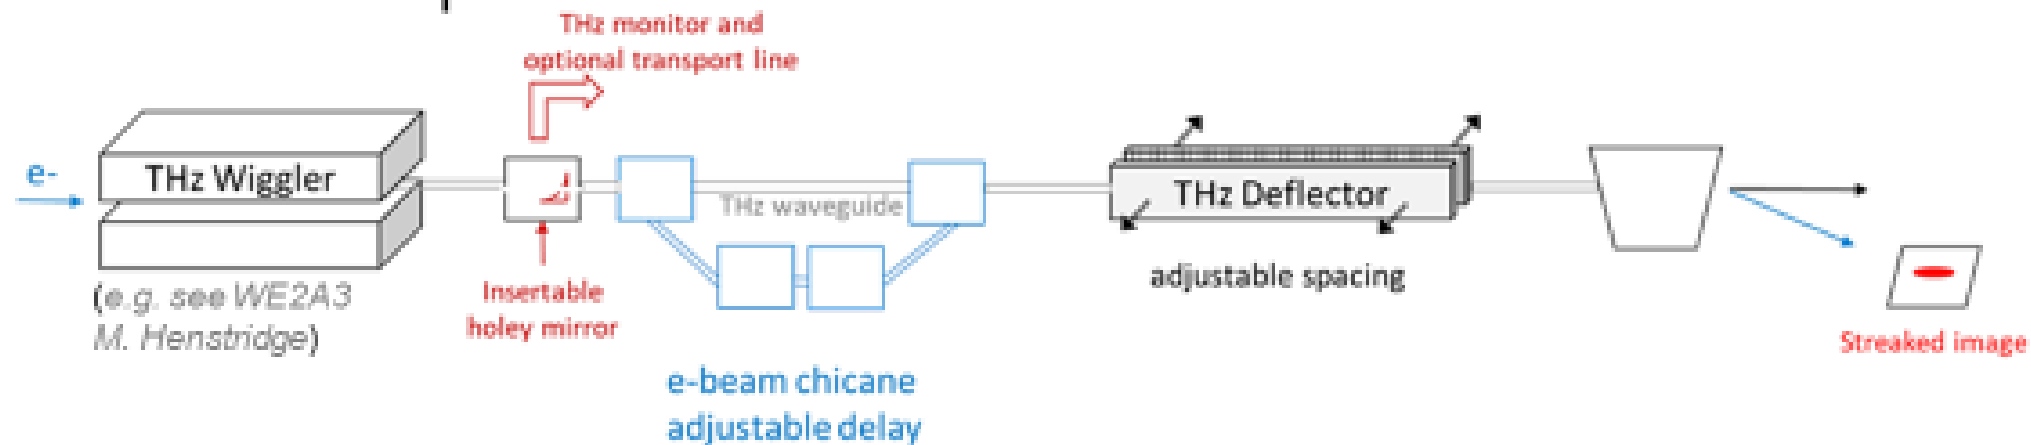 THz monitor and
optional transport line
e-
THz Wiggler
THz waveguide
THz Deflector
(e.g. see WE2A3
M. Henstridge)
Insertable
holey mirror
adjustable spacing
Streaked image
e-beam chicane
adjustable delay